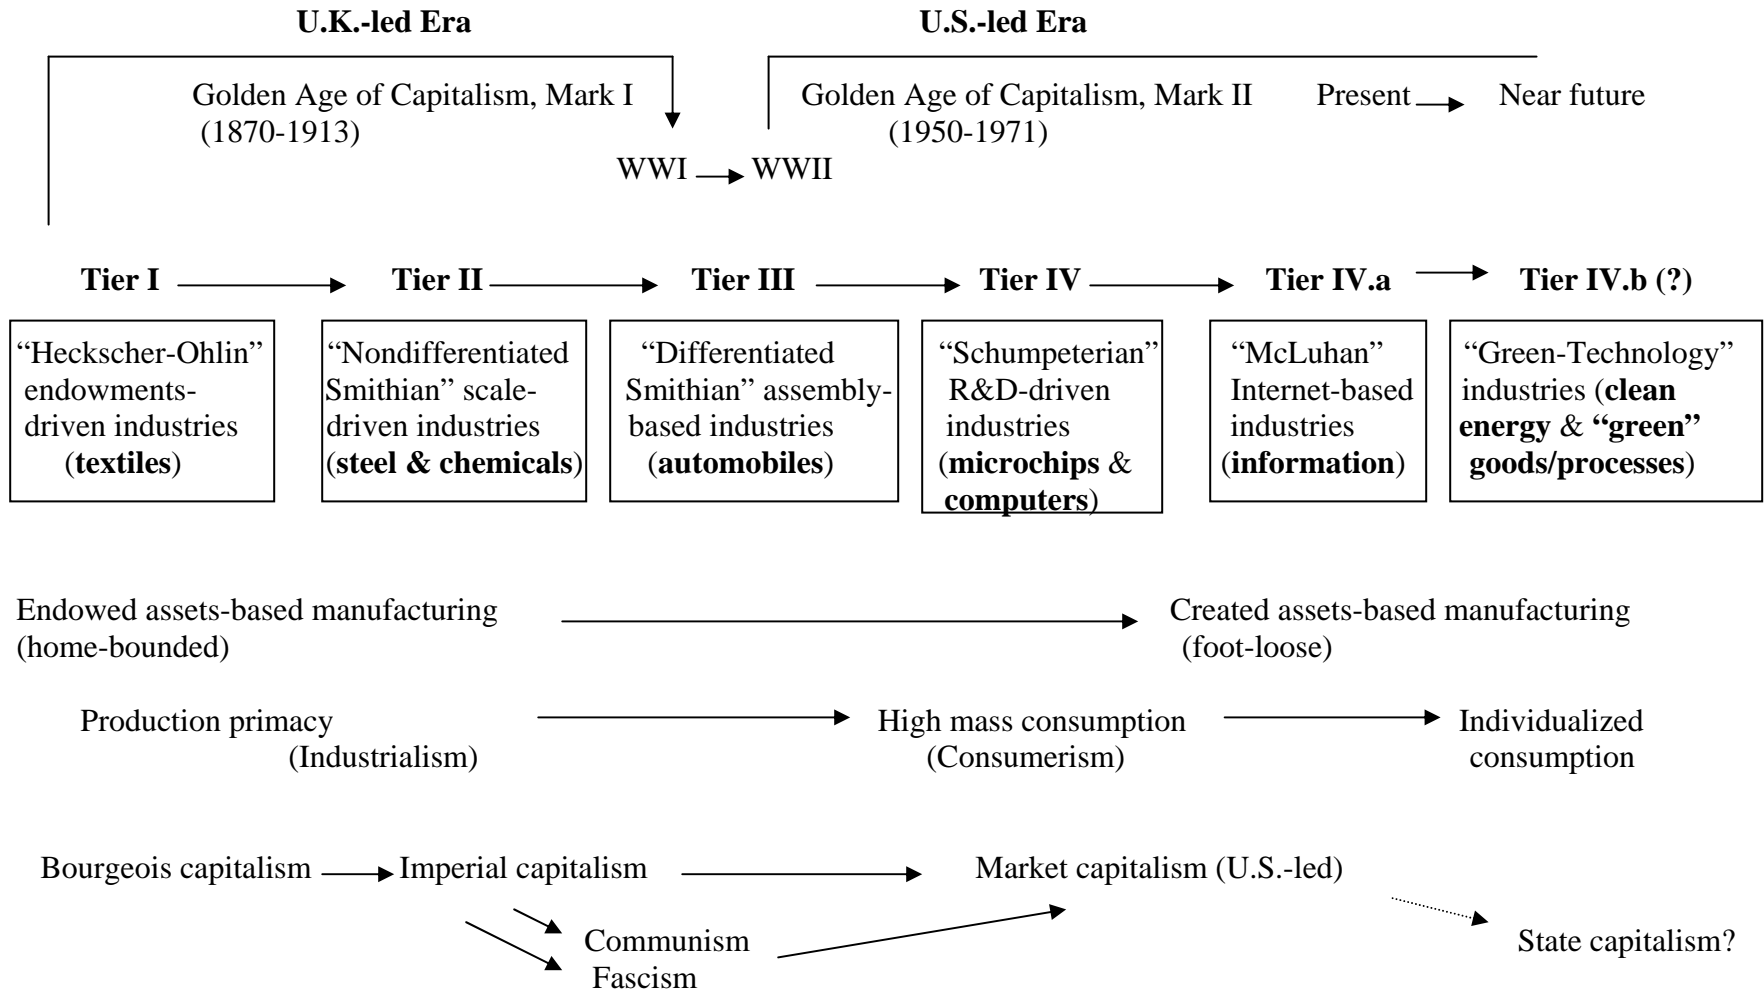 U.K.-led Era
U.S.-led Era
Golden Age of Capitalism, Mark I
(1870-1913)
Golden Age of Capitalism, Mark II
(1950-1971)
Present
Near future
WWI
WWII
Tier I
Tier II
Tier III
Tier IV
Tier IV.a
Tier IV.b (?)
“Heckscher-Ohlin”
endowments-
driven industries
(textiles)
“Nondifferentiated
Smithian” scale-
driven industries
(steel & chemicals)
“Differentiated
Smithian” assembly-
based industries
(automobiles)
“Schumpeterian”
R&D-driven
industries
(microchips &
computers)
“McLuhan”
Internet-based
industries
(information)
“Green-Technology”
industries (clean
energy & “green”
goods/processes)
Endowed assets-based manufacturing
(home-bounded)
Created assets-based manufacturing
(foot-loose)
Production primacy
(Industrialism)
High mass consumption
(Consumerism)
Individualized
consumption
Bourgeois capitalism
Imperial capitalism
Market capitalism (U.S.-led)
Communism
Fascism
State capitalism?